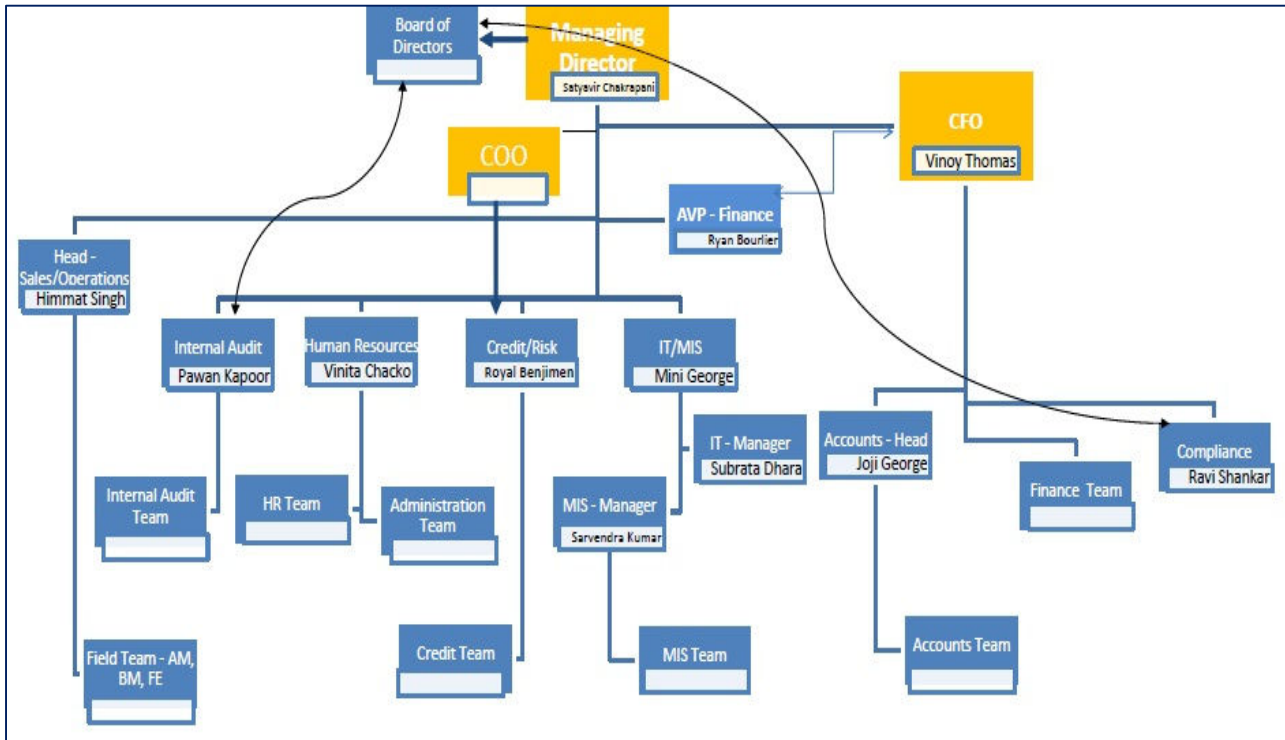 Board of
Directors
Managing
Director
Satyavir Chakrapani
COO
CFO
Vinoy Thomas
AVP - Finance
Ryan Bourlier
Head -
Sales/Operations
Himmat Singh
Internal Audit
Pawan Kapoor
Human Resources
Vinita Chacko
Credit/Risk
Royal Benjimen
IT/MIS
Mini George
IT - Manager
Subrata Dhara
Accounts - Head
Joji George
Compliance
Ravi Shankar
Internal Audit
Team
HR Team
Administration
Team
MIS - Manager
Sarvendra Kumar
Finance Team
Field Team - AM,
BM, FE
Credit Team
MIS Team
Accounts Team